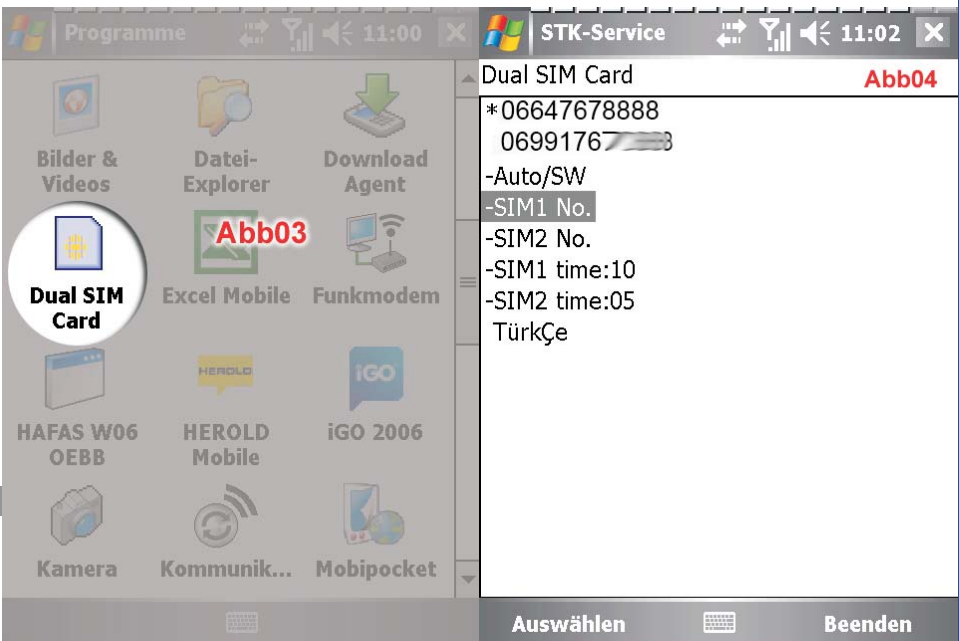 Programme 11:00
Bilder & Videos
Datei-Explorer
Download Agent
Dual SIM Card
Abb03
Excel Mobile
Funkmodem
HAFAS W06 OEBB
HEROLD
HEROLD Mobile
iGO
iGO 2006
Kamera
Kommunik...
Mobipocket
STK-Service 11:02
Dual SIM Card Abb04
*06647678888
-Auto/SW
-SIM1 No.
-SIM2 No.
-SIM1 time:10
-SIM2 time:05
TürkÇe
Auswählen Beenden